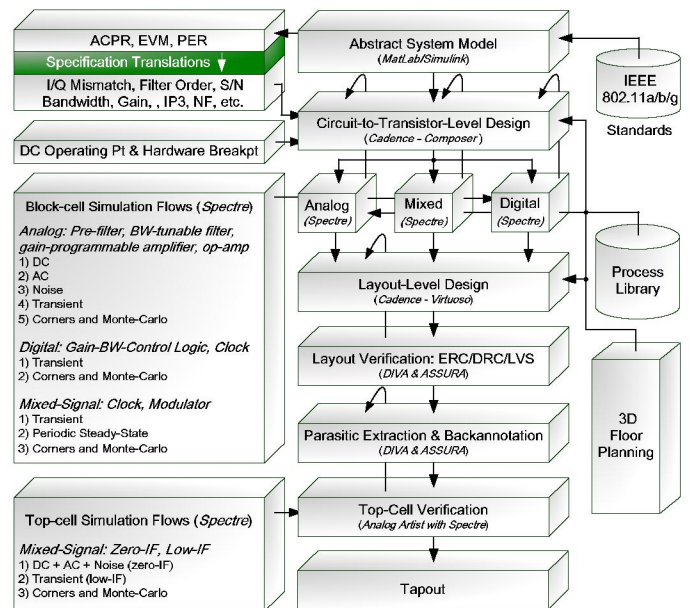 ACPR, EVM, PER
Specification Translations
I/Q Mismatch, Filter Order, S/N
Bandwidth, Gain, , IP3, NF, etc.
DC Operating Pt & Hardware Breakpt
Abstract System Model
(MatLab/Simulink)
IEEE
802.11a/b/g
Standards
Circuit-to-Transistor-Level Design
(Cadence - Composer)
Analog
(Spectre)
Mixed
(Spectre)
Digital
(Spectre)
Block-cell Simulation Flows (Spectre)
Analog: Pre-filter, BW-tunable filter,
gain-programmable amplifier, op-amp
1) DC
2) AC
3) Noise
4) Transient
5) Corners and Monte-Carlo
Digital: Gain-BW-Control Logic, Clock
1) Transient
2) Corners and Monte-Carlo
Mixed-Signal: Clock, Modulator
1) Transient
2) Periodic Steady-State
3) Corners and Monte-Carlo
Layout-Level Design
(Cadence - Virtuoso)
Process
Library
Layout Verification: ERC/DRC/LVS
(DIVA & ASSURA)
3D
Floor
Planning
Parasitic Extraction & Backannotation
(DIVA & ASSURA)
Top-Cell Verification
(Analog Artist with Spectre)
Tapout
Top-cell Simulation Flows (Spectre)
Mixed-Signal: Zero-IF, Low-IF
1) DC + AC + Noise (zero-IF)
2) Transient (low-IF)
3) Corners and Monte-Carlo